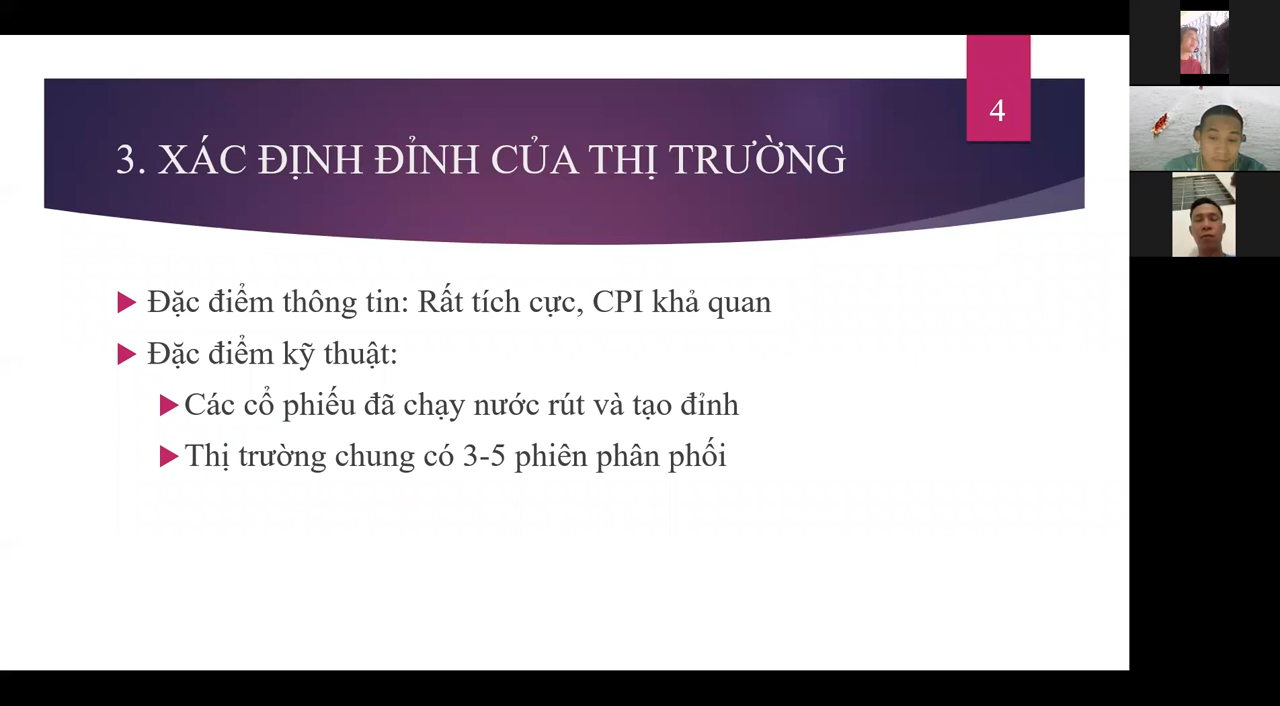 4
3. XÁC ĐỊNH ĐỈNH CỦA THỊ TRƯỜNG
Đặc điểm thông tin: Rất tích cực, CPI khả quan
Đặc điểm kỹ thuật:
Các cổ phiếu đã chạy nước rút và tạo đỉnh
Thị trường chung có 3-5 phiên phân phối